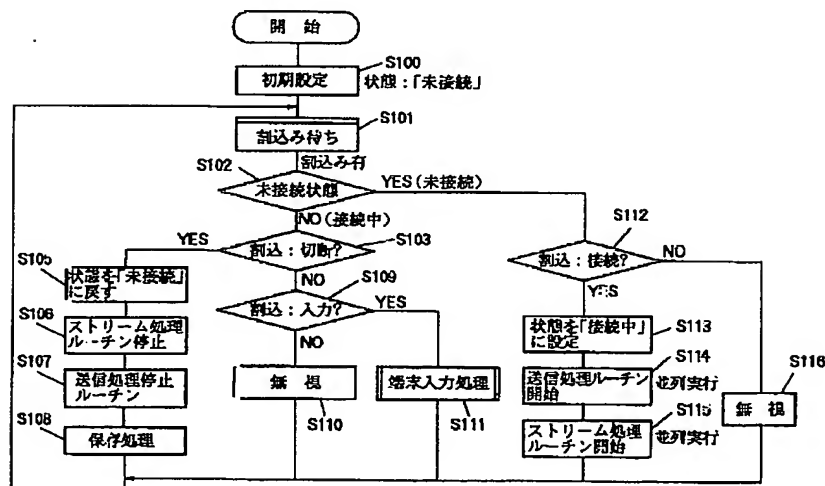 開始
S100
初期設定
状態：「未接続」
S101
割込み待ち
割込み有
S102
未接続状態
YES（未接続）
NO（接続中）
S112
割込：接続？
NO
YES
YES
割込：切断？
S103
NO
S105
状態を「未接続」
に戻す
S109
割込：入力？
YES
NO
S106
ストリーム処理
ルーチン停止
S107
送信処理停止
ルーチン
S108
保存処理
無視
S110
端末入力処理
S111
状態を「接続中」
に設定
S113
送信処理ルーチン
開始
S114
並列実行
ストリーム処理
ルーチン開始
S115
並列実行
S116
無視